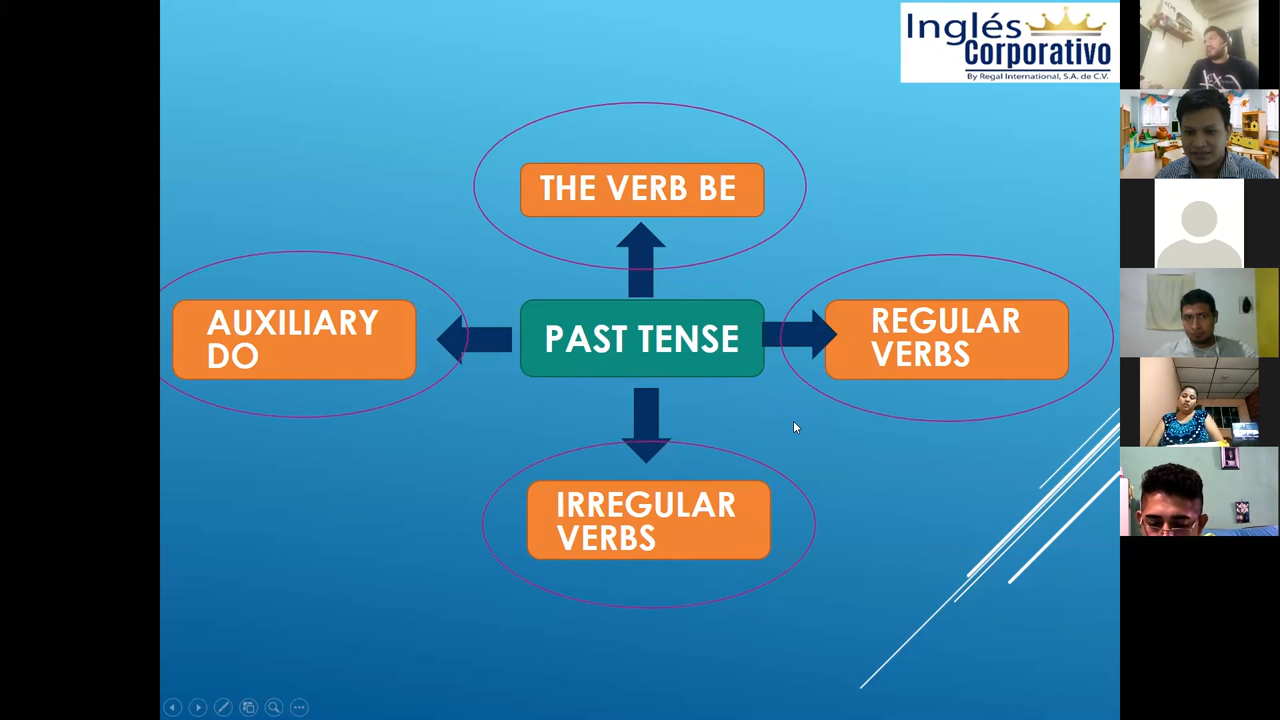 Inglés
Corporativo
By Regal International, S.A. de C.V.
THE VERB BE
AUXILIARY
DO
PAST TENSE
REGULAR
VERBS
IRREGULAR
VERBS